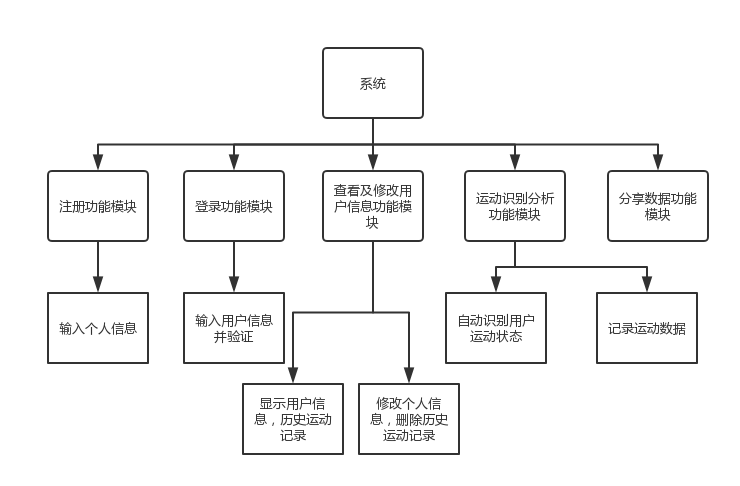 系统
注册功能模块
登录功能模块
查看及修改用
户信息功能模
块
运动识别分析
功能模块
分享数据功能
模块
输入个人信息
输入用户信息
并验证
自动识别用户
运动状态
记录运动数据
显示用户信
息，历史运动
记录
修改个人信
息，删除历史
运动记录